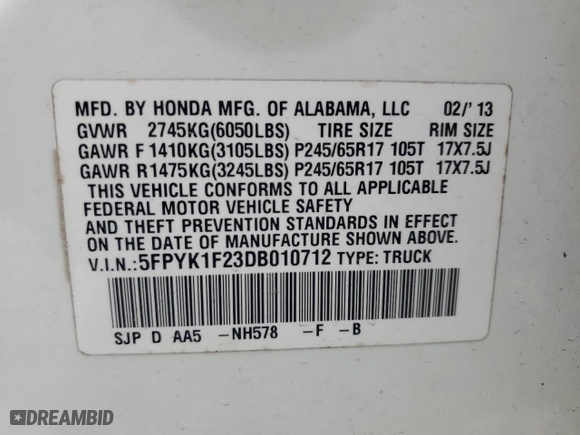 MFD. BY HONDA MFG. OF ALABAMA, LLC 02/'13
GVWR 2745KG(6050LBS) TIRE SIZE RIM SIZE
GAWR F 1410KG(3105LBS) P245/65R17 105T 17X7.5J
GAWR R 1475KG(3245LBS) P245/65R17 105T 17X7.5J
THIS VEHICLE CONFORMS TO ALL APPLICABLE
FEDERAL MOTOR VEHICLE SAFETY
AND THEFT PREVENTION STANDARDS IN EFFECT
ON THE DATE OF MANUFACTURE SHOWN ABOVE.
V.I.N.:5FPYK1F23DB010712 TYPE: TRUCK
SJP D AA5 -NH578 -F -B
DREAMBID